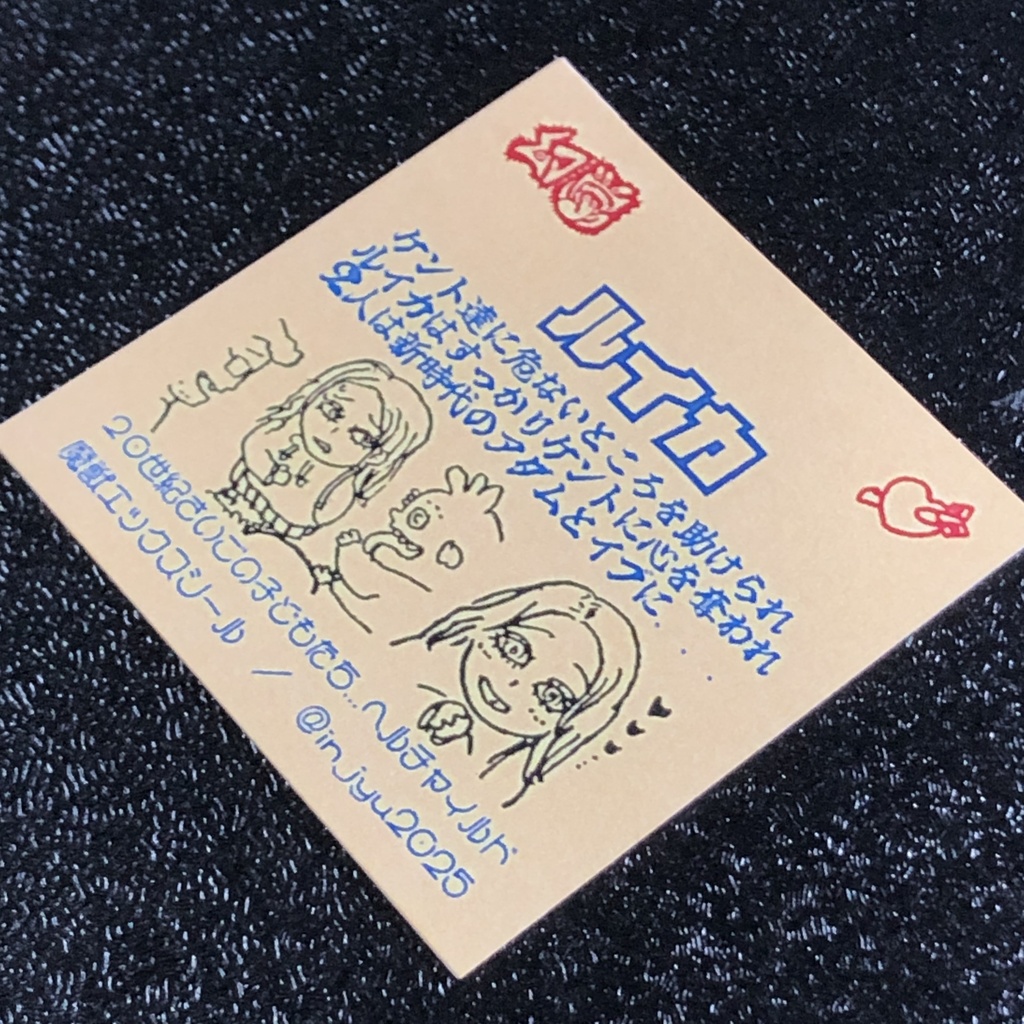 ルイカ
ケント達に危ないところを助けられ
ルイカはすっかりケントに心を奪われ
2人は新時代のアダムとイブに…
20世紀さいごの子どもたち…ヘルチャイルド
魔獣エックスシール / @in_jyu2025